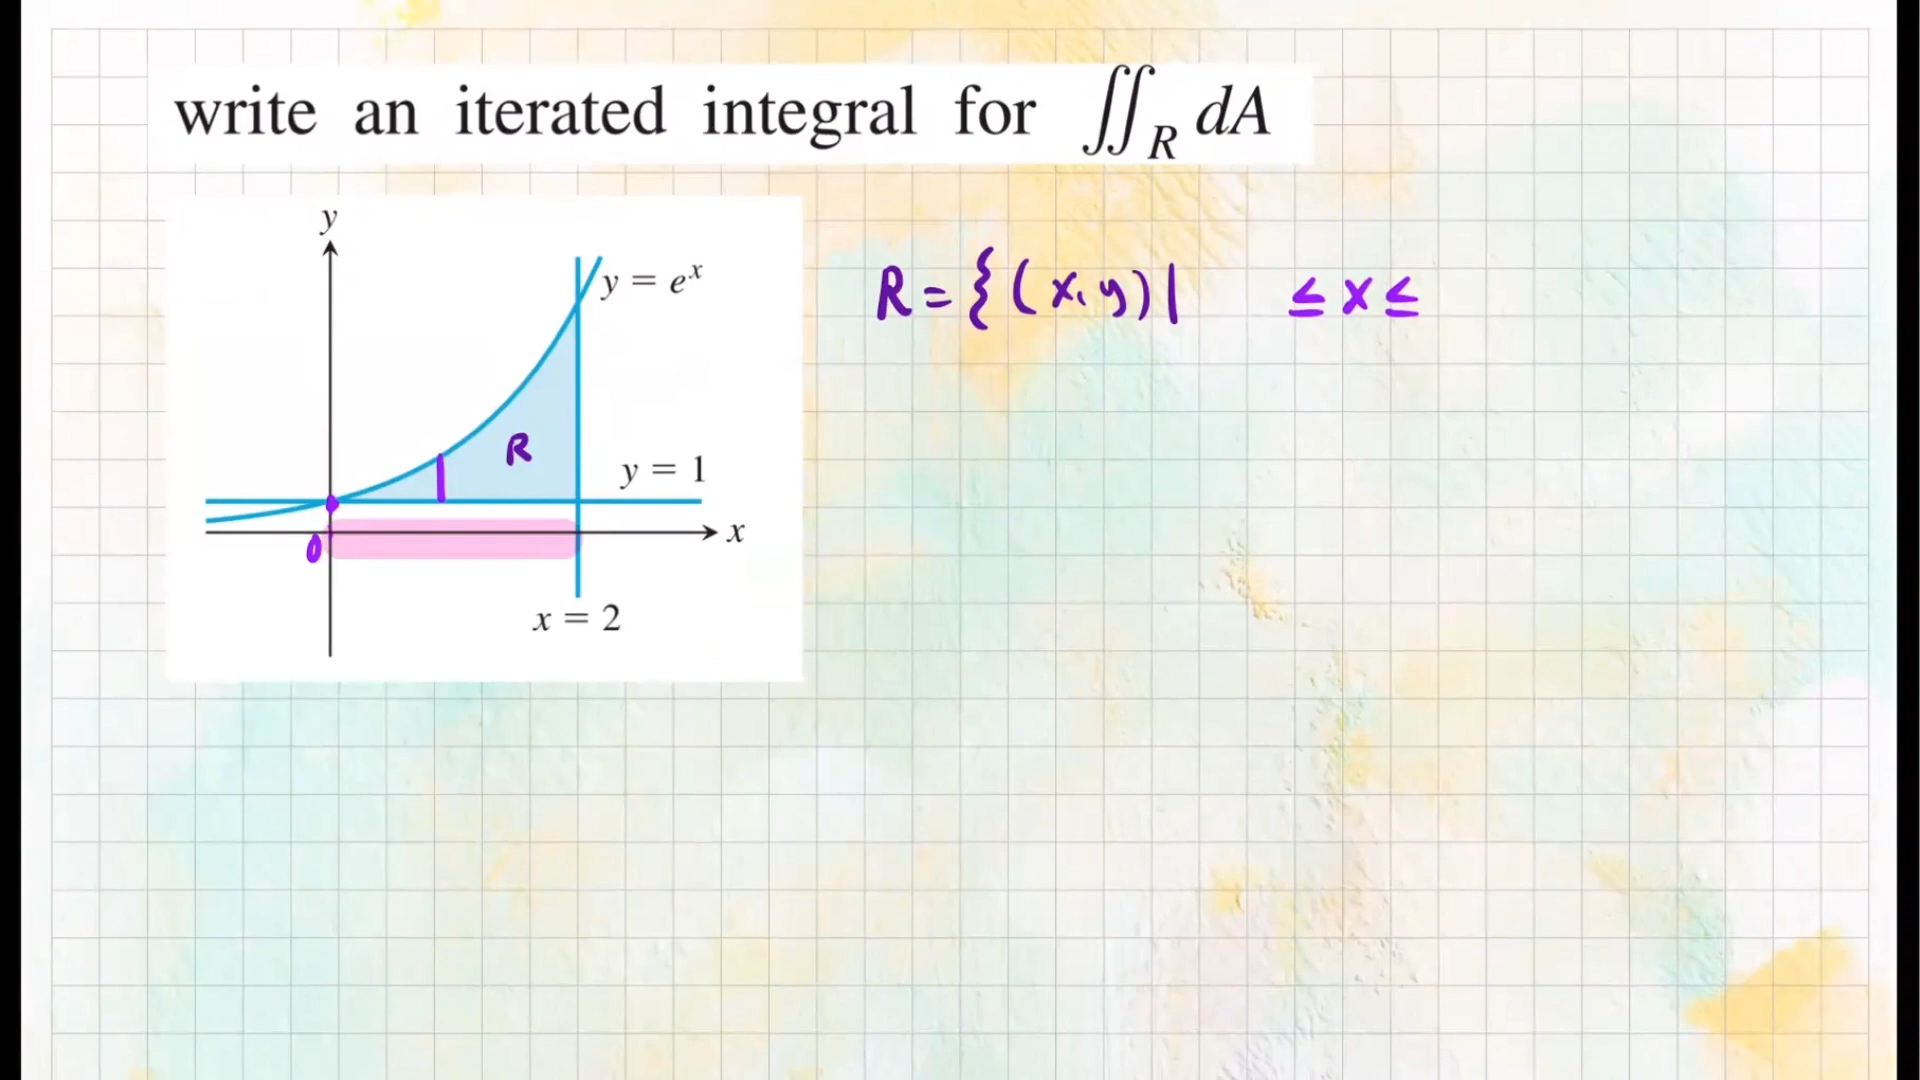 write an iterated integral for ∬_R dA
y
y = e^x
R = {(x, y) |     ≤ x ≤
R
y = 1
x
0
x = 2